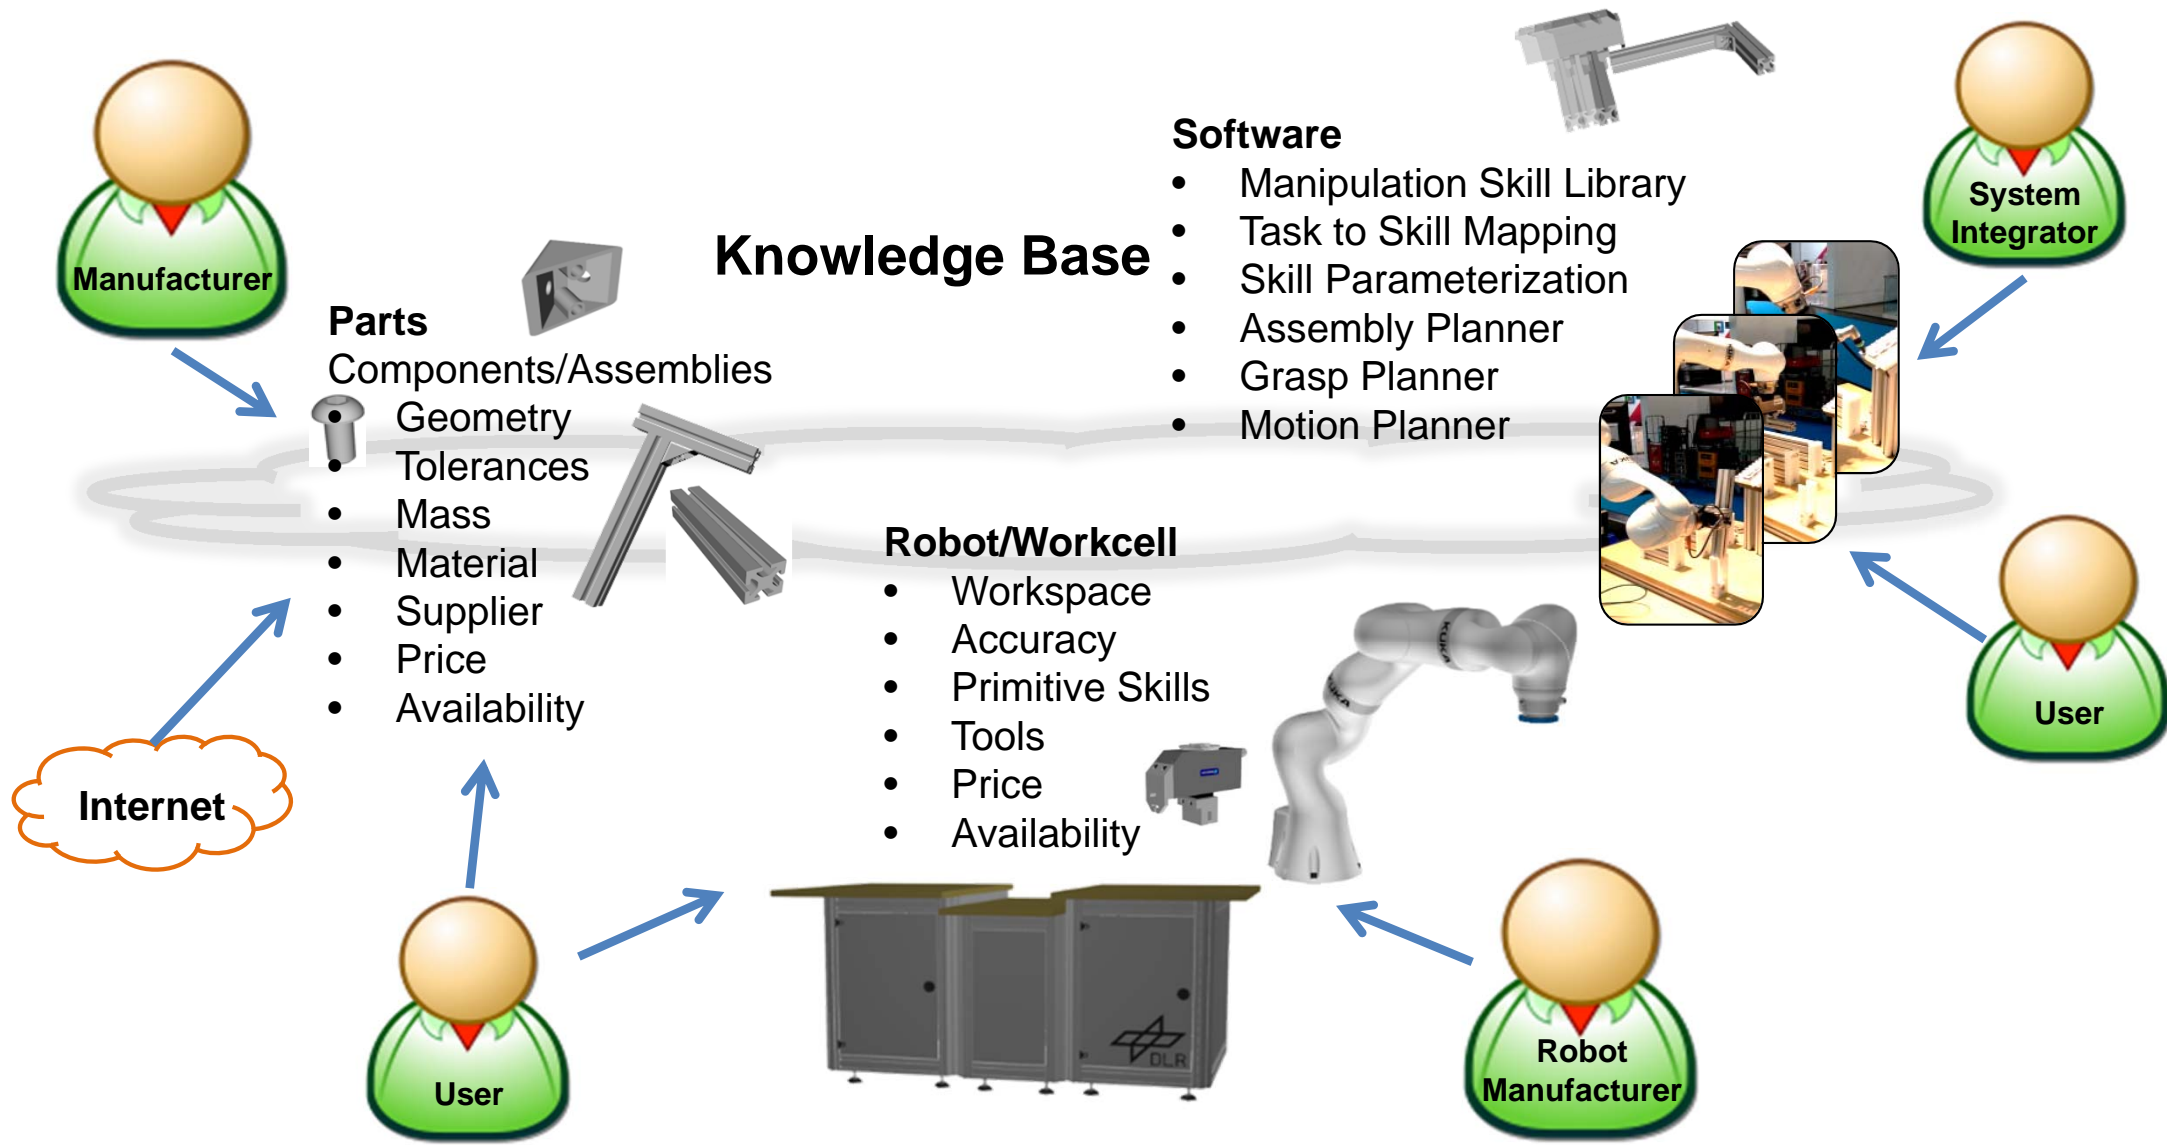 Manufacturer
Knowledge Base
Software
• Manipulation Skill Library
• Task to Skill Mapping
• Skill Parameterization
• Assembly Planner
• Grasp Planner
• Motion Planner
System
Integrator
Parts
Components/Assemblies
• Geometry
• Tolerances
• Mass
• Material
• Supplier
• Price
• Availability
Robot/Workcell
• Workspace
• Accuracy
• Primitive Skills
• Tools
• Price
• Availability
KUKA
KUKA
User
Internet
User
DLR
Robot
Manufacturer